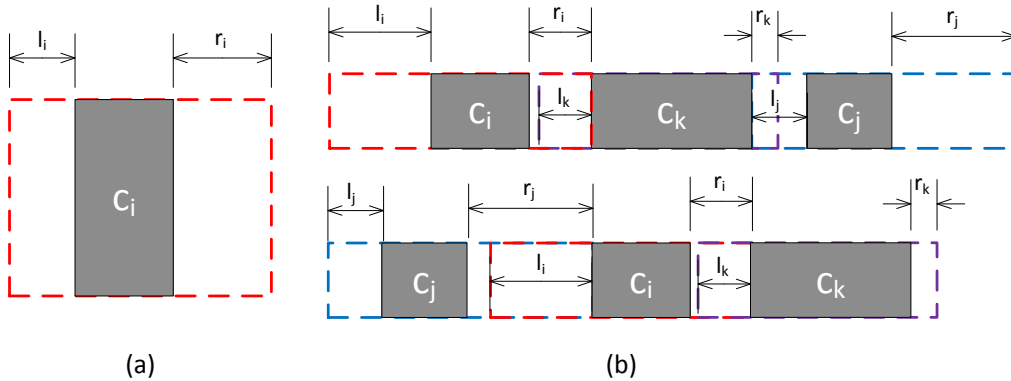 lᵢ rᵢ
Cᵢ
(a)
lᵢ rᵢ rₖ rⱼ
lₖ lⱼ
Cᵢ Cₖ Cⱼ
lⱼ rⱼ rᵢ rₖ
lᵢ lₖ
Cⱼ Cᵢ Cₖ
(b)